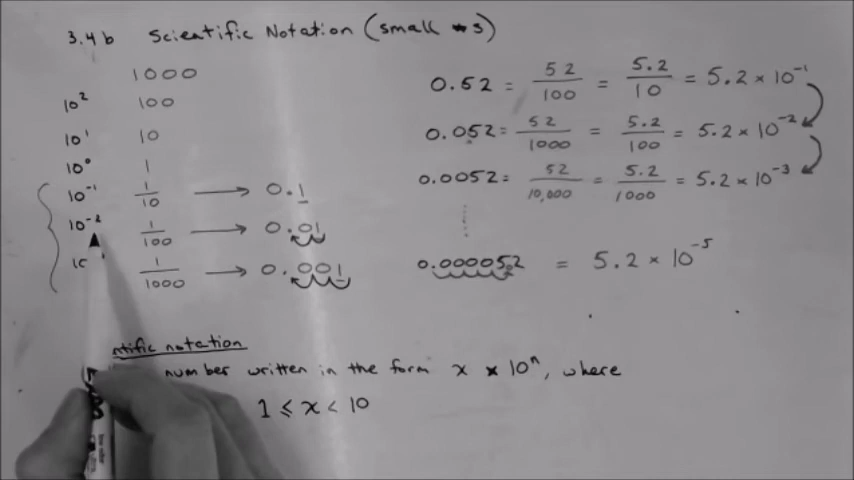 3.4b Scientific Notation (small #s)
1000
10² 100
10¹ 10
10⁰ 1
10⁻¹ 1/10 → 0.1
10⁻² 1/100 → 0.01
10 1/1000 → 0.001
0.52 = 52/100 = 5.2/10 = 5.2 × 10⁻¹
0.052 = 52/1000 = 5.2/100 = 5.2 × 10⁻²
0.0052 = 52/10,000 = 5.2/1000 = 5.2 × 10⁻³
0.000052 = 5.2 × 10⁻⁵
ntific notation
number written in the form x × 10ⁿ, where
1 ≤ x < 10